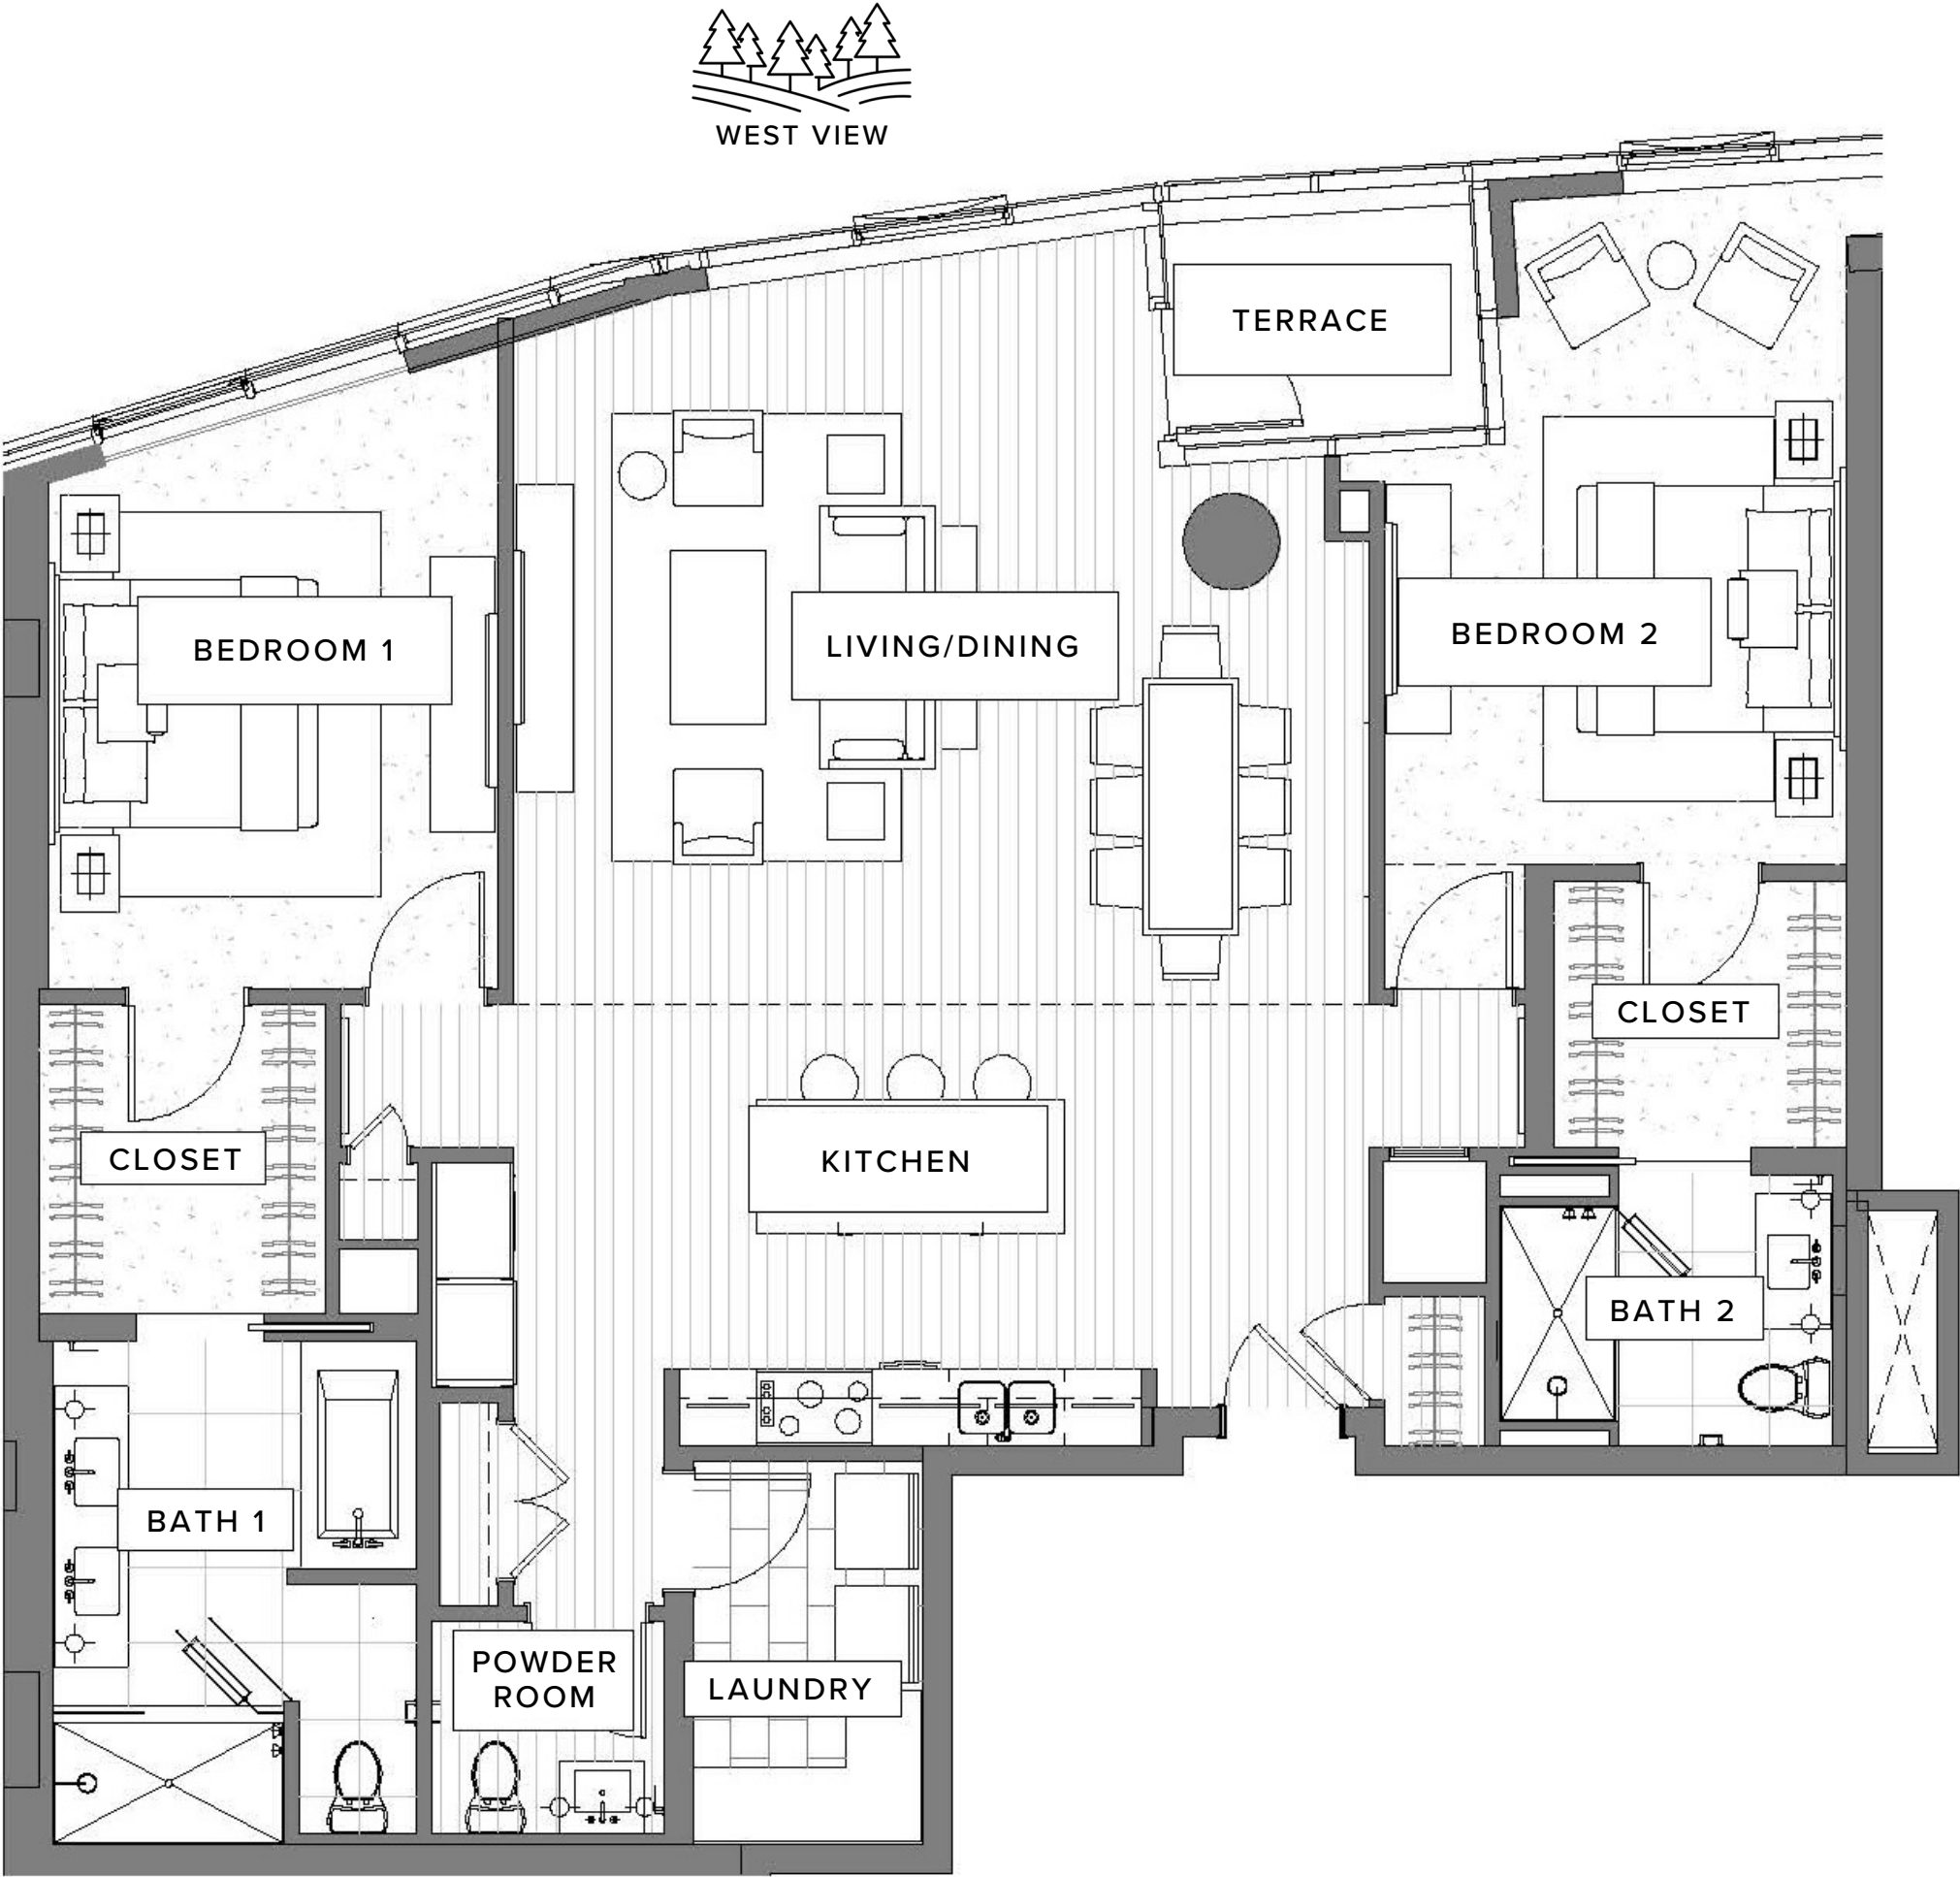 WEST VIEW
TERRACE
BEDROOM 1
LIVING/DINING
BEDROOM 2
CLOSET
CLOSET
KITCHEN
BATH 2
BATH 1
POWDER
ROOM
LAUNDRY